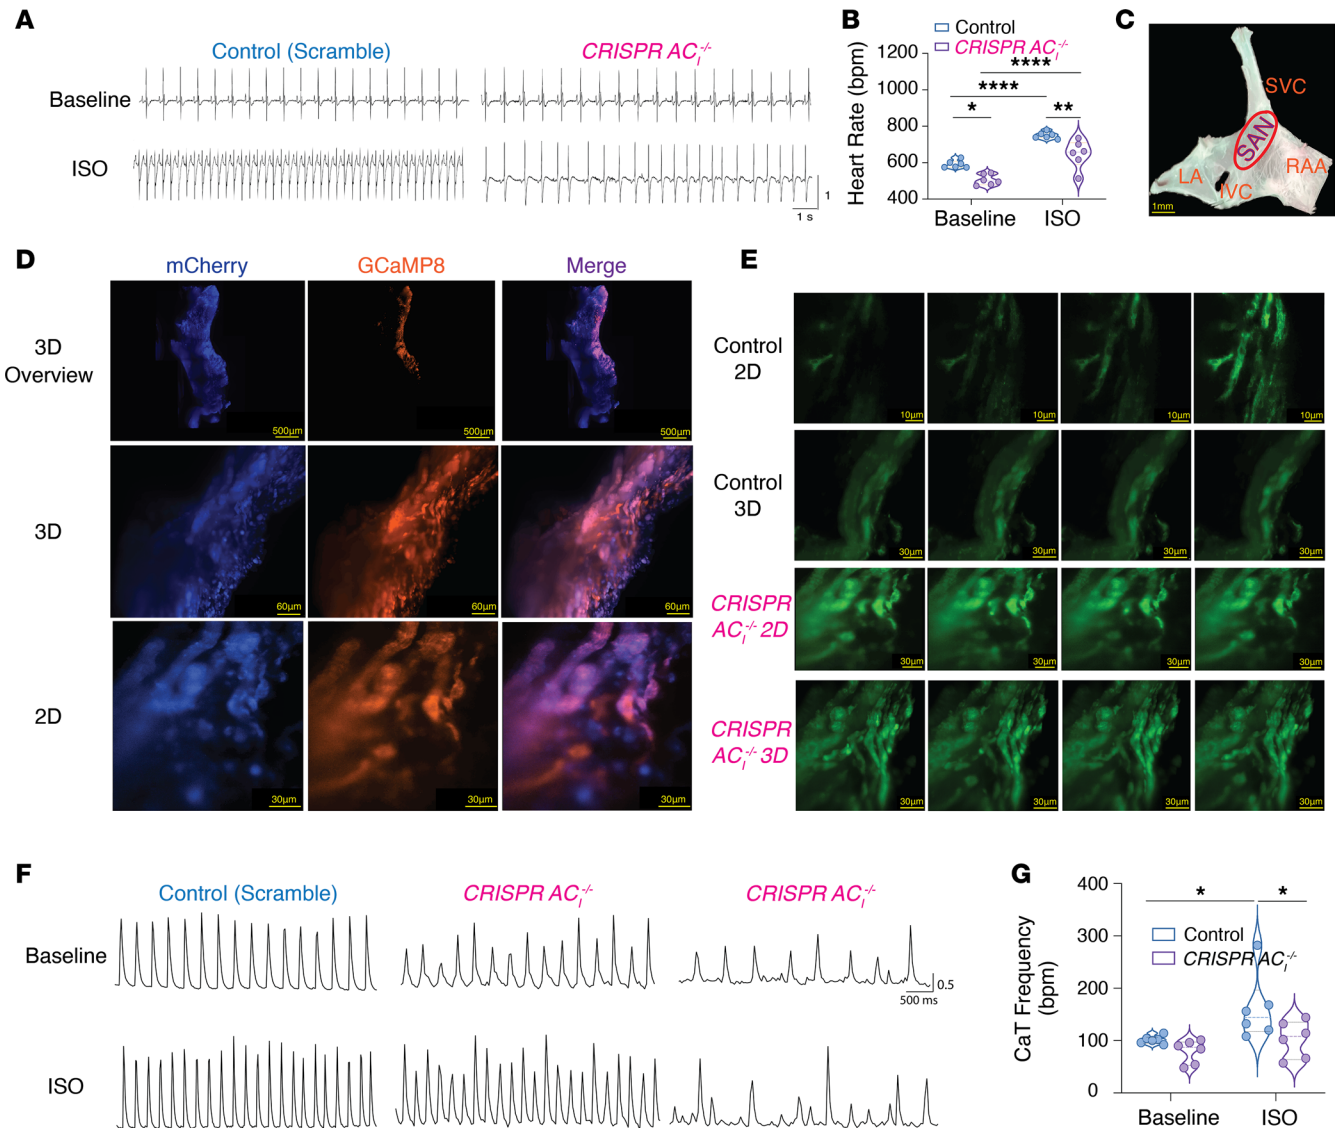 A
Control (Scramble)
CRISPR AC_I^-/-
Baseline
ISO
1
1 s
B
Control
CRISPR AC_I^-/-
Heart Rate (bpm)
1200
1000
800
600
400
****
****
*
**
Baseline
ISO
C
SVC
SAN
RAA
LA
IVC
1mm
D
mCherry
GCaMP8
Merge
3D
Overview
500µm
500µm
500µm
3D
60µm
60µm
60µm
2D
30µm
30µm
30µm
E
Control
2D
10µm
10µm
10µm
10µm
Control
3D
30µm
30µm
30µm
30µm
CRISPR
AC_I^-/- 2D
30µm
30µm
30µm
30µm
CRISPR
AC_I^-/- 3D
30µm
30µm
30µm
30µm
F
Control (Scramble)
CRISPR AC_I^-/-
CRISPR AC_I^-/-
Baseline
0.5
500 ms
ISO
G
CaT Frequency
(bpm)
400
300
200
100
0
*
*
Control
CRISPR AC_I^-/-
Baseline
ISO